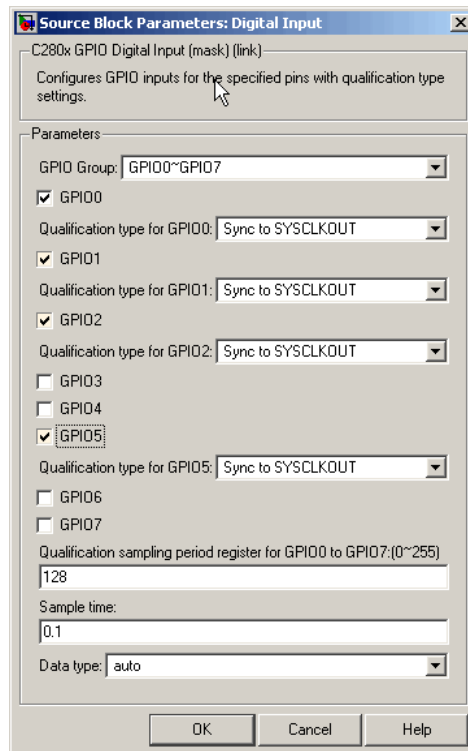 Source Block Parameters: Digital Input
C280x GPIO Digital Input (mask) (link)
Configures GPIO inputs for the specified pins with qualification type
settings.
Parameters
GPIO Group: GPIO0~GPIO7
GPIO0
Qualification type for GPIO0: Sync to SYSCLKOUT
GPIO1
Qualification type for GPIO1: Sync to SYSCLKOUT
GPIO2
Qualification type for GPIO2: Sync to SYSCLKOUT
GPIO3
GPIO4
GPIO5
Qualification type for GPIO5: Sync to SYSCLKOUT
GPIO6
GPIO7
Qualification sampling period register for GPIO0 to GPIO7:(0~255)
128
Sample time:
0.1
Data type: auto
OK Cancel Help